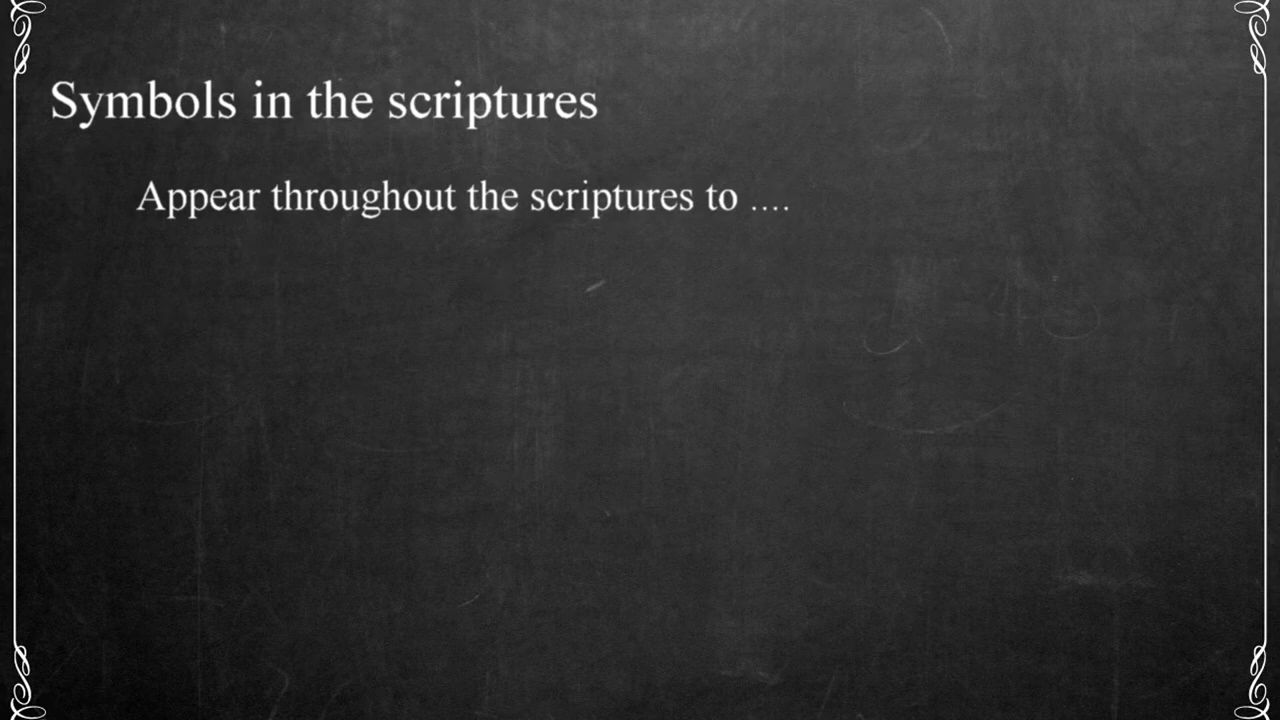 Symbols in the scriptures
Appear throughout the scriptures to ....